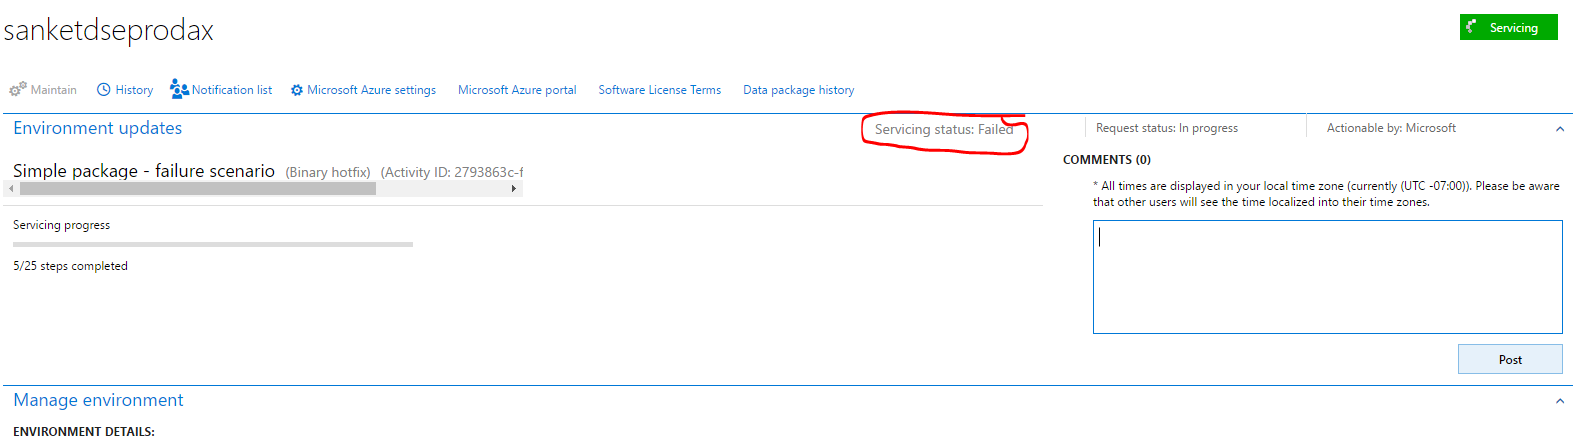 sanketdseprodax
Servicing
Maintain History Notification list Microsoft Azure settings Microsoft Azure portal Software License Terms Data package history
Environment updates
Servicing status: Failed
Request status: In progress
Actionable by: Microsoft
Simple package - failure scenario (Binary hotfix) (Activity ID: 2793863c-f
Servicing progress
5/25 steps completed
COMMENTS (0)
* All times are displayed in your local time zone (currently (UTC -07:00)). Please be aware
that other users will see the time localized into their time zones.
Post
Manage environment
ENVIRONMENT DETAILS: